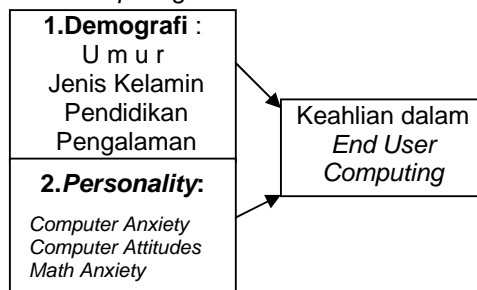 1.Demografi :
U m u r
Jenis Kelamin
Pendidikan
Pengalaman
Keahlian dalam
End User
Computing
2.Personality:
Computer Anxiety
Computer Attitudes
Math Anxiety